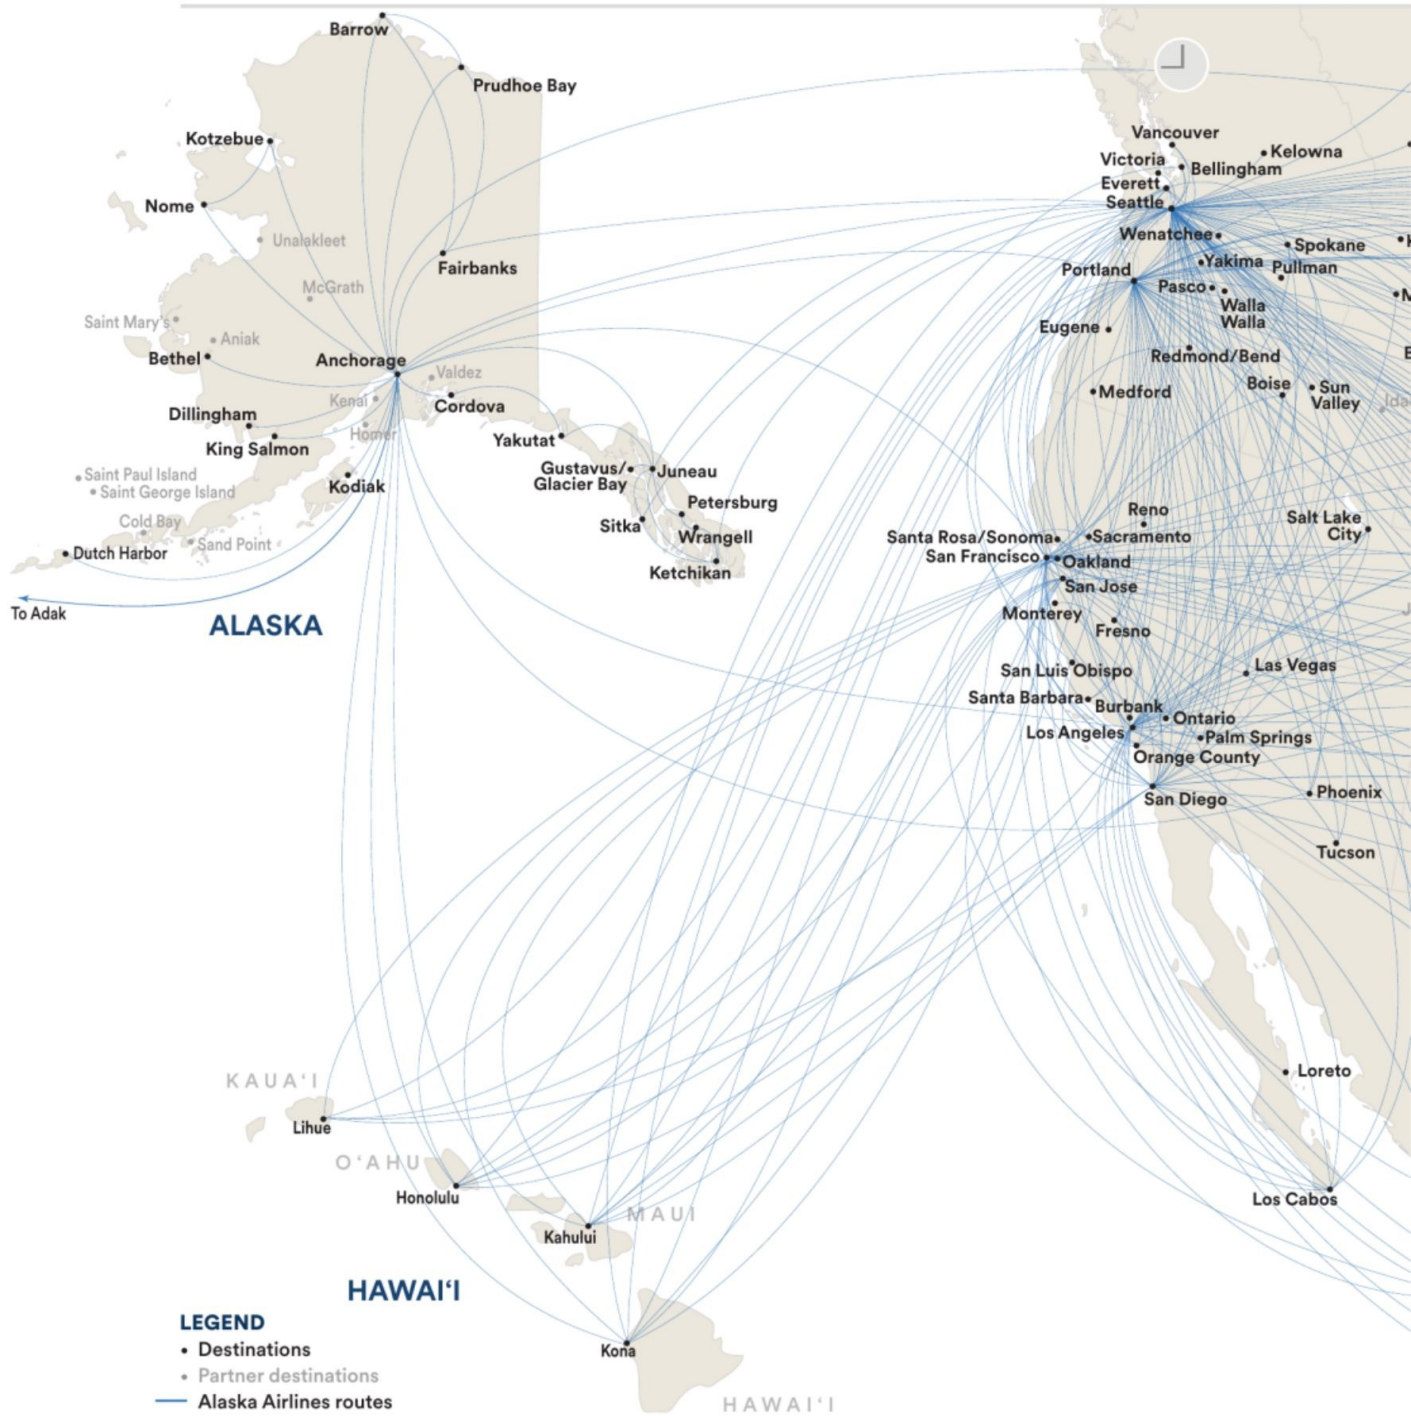 Barrow
Prudhoe Bay
Kotzebue
Nome
Unalakleet
Fairbanks
McGrath
Saint Mary's
Aniak
Bethel
Anchorage
Valdez
Kenai
Cordova
Dillingham
Homer
King Salmon
Yakutat
Saint Paul Island
Saint George Island
Kodiak
Gustavus/
Glacier Bay
Juneau
Petersburg
Sitka
Wrangell
Cold Bay
Sand Point
Dutch Harbor
Ketchikan
To Adak
ALASKA
Vancouver
Victoria
Bellingham
Kelowna
Everett
Seattle
Wenatchee
Spokane
Yakima
Portland
Pullman
Pasco
Walla
Walla
Eugene
Redmond/Bend
Boise
Sun
Valley
Medford
Reno
Salt Lake
City
Santa Rosa/Sonoma
Sacramento
San Francisco
Oakland
San Jose
Monterey
Fresno
San Luis Obispo
Las Vegas
Santa Barbara
Burbank
Ontario
Los Angeles
Palm Springs
Orange County
San Diego
Phoenix
Tucson
Loreto
Los Cabos
KAUAʻI
Lihue
OʻAHU
Honolulu
MAUI
Kahului
HAWAIʻI
Kona
HAWAIʻI
LEGEND
Destinations
Partner destinations
Alaska Airlines routes